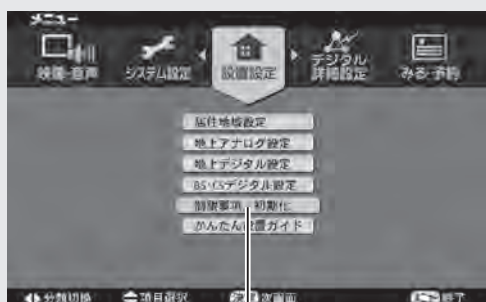 メニュー
映像・音声
システム設定
設置設定
デジタル
詳細設定
みる・予約
居住地域設定
地上アナログ設定
地上デジタル設定
BS・CSデジタル設定
制限事項・初期化
かんたん設置ガイド
分類切換
項目選択
決定 次画面
終了